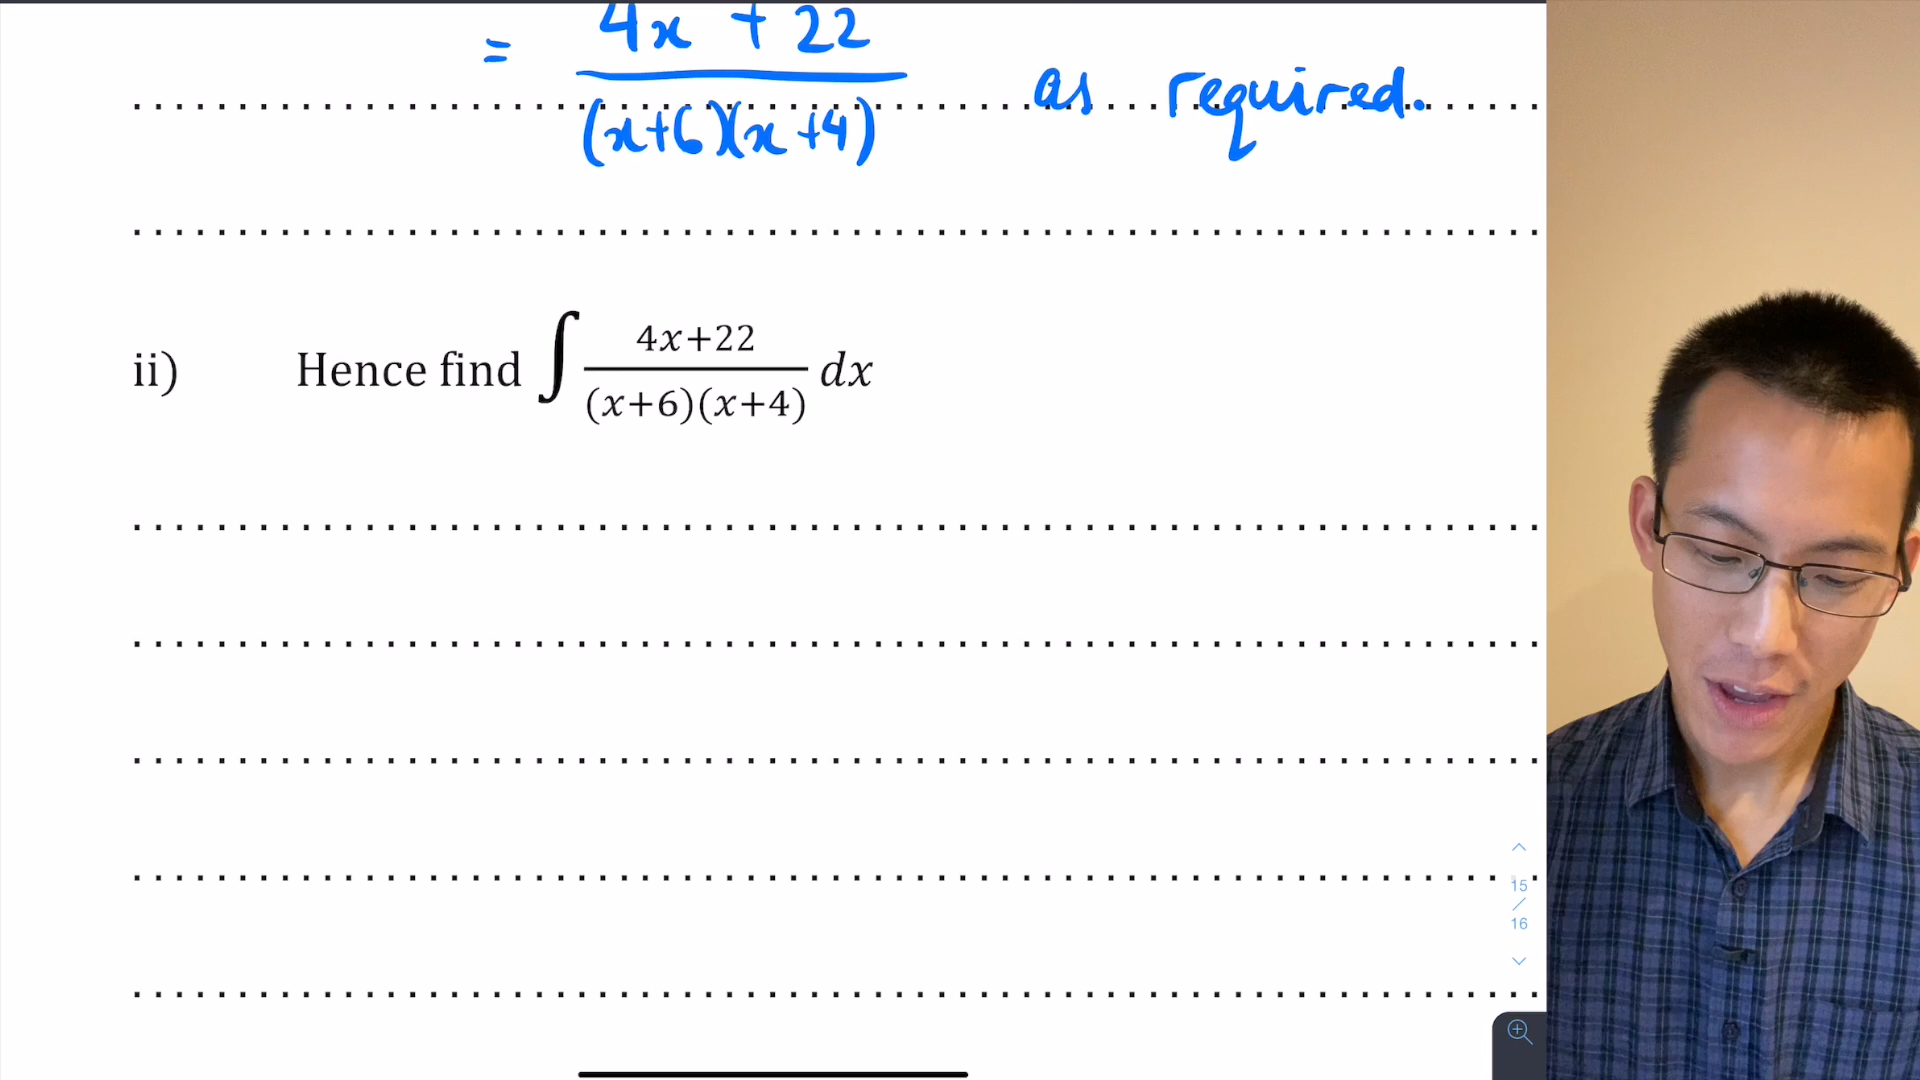 4x + 22
= ―――― as required.
(x+6)(x+4)
ii) Hence find ∫ 4x+22 / (x+6)(x+4) dx
15
/
16